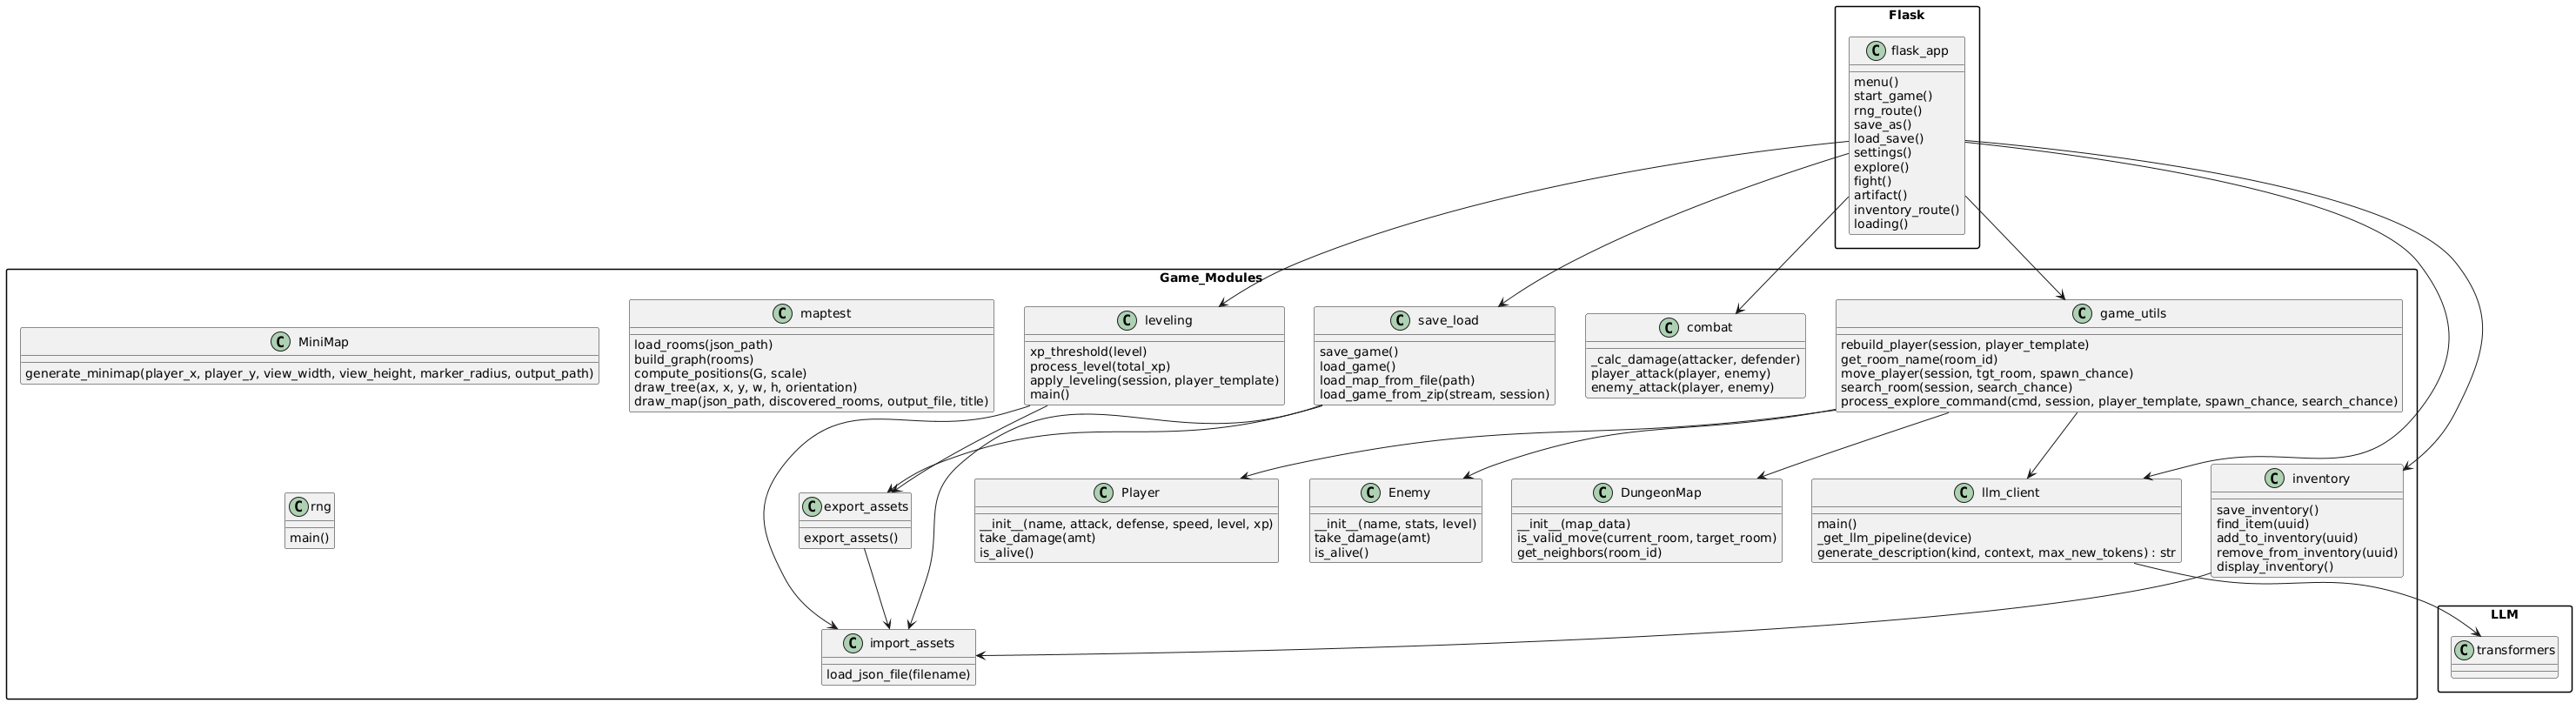 Flask
C flask_app
menu()
start_game()
rng_route()
save_as()
load_save()
settings()
explore()
fight()
artifact()
inventory_route()
loading()
Game_Modules
C MiniMap
generate_minimap(player_x, player_y, view_width, view_height, marker_radius, output_path)
C maptest
load_rooms(json_path)
build_graph(rooms)
compute_positions(G, scale)
draw_tree(ax, x, y, w, h, orientation)
draw_map(json_path, discovered_rooms, output_file, title)
C leveling
xp_threshold(level)
process_level(total_xp)
apply_leveling(session, player_template)
main()
C save_load
save_game()
load_game()
load_map_from_file(path)
load_game_from_zip(stream, session)
C combat
_calc_damage(attacker, defender)
player_attack(player, enemy)
enemy_attack(player, enemy)
C game_utils
rebuild_player(session, player_template)
get_room_name(room_id)
move_player(session, tgt_room, spawn_chance)
search_room(session, search_chance)
process_explore_command(cmd, session, player_template, spawn_chance, search_chance)
C rng
main()
C export_assets
export_assets()
C Player
__init__(name, attack, defense, speed, level, xp)
take_damage(amt)
is_alive()
C Enemy
__init__(name, stats, level)
take_damage(amt)
is_alive()
C DungeonMap
__init__(map_data)
is_valid_move(current_room, target_room)
get_neighbors(room_id)
C llm_client
main()
_get_llm_pipeline(device)
generate_description(kind, context, max_new_tokens) : str
C inventory
save_inventory()
find_item(uuid)
add_to_inventory(uuid)
remove_from_inventory(uuid)
display_inventory()
C import_assets
load_json_file(filename)
LLM
C transformers